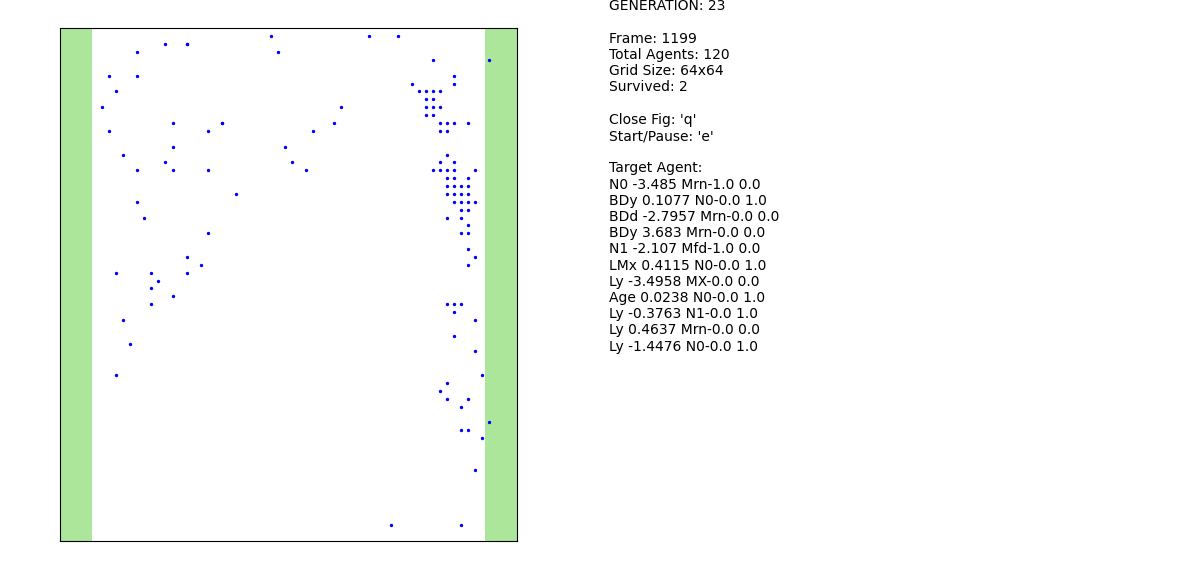 GENERATION: 23
Frame: 1199
Total Agents: 120
Grid Size: 64x64
Survived: 2
Close Fig: 'q'
Start/Pause: 'e'
Target Agent:
N0 -3.485 Mrn-1.0 0.0
BDy 0.1077 N0-0.0 1.0
BDd -2.7957 Mrn-0.0 0.0
BDy 3.683 Mrn-0.0 0.0
N1 -2.107 Mfd-1.0 0.0
LMx 0.4115 N0-0.0 1.0
Ly -3.4958 MX-0.0 0.0
Age 0.0238 N0-0.0 1.0
Ly -0.3763 N1-0.0 1.0
Ly 0.4637 Mrn-0.0 0.0
Ly -1.4476 N0-0.0 1.0